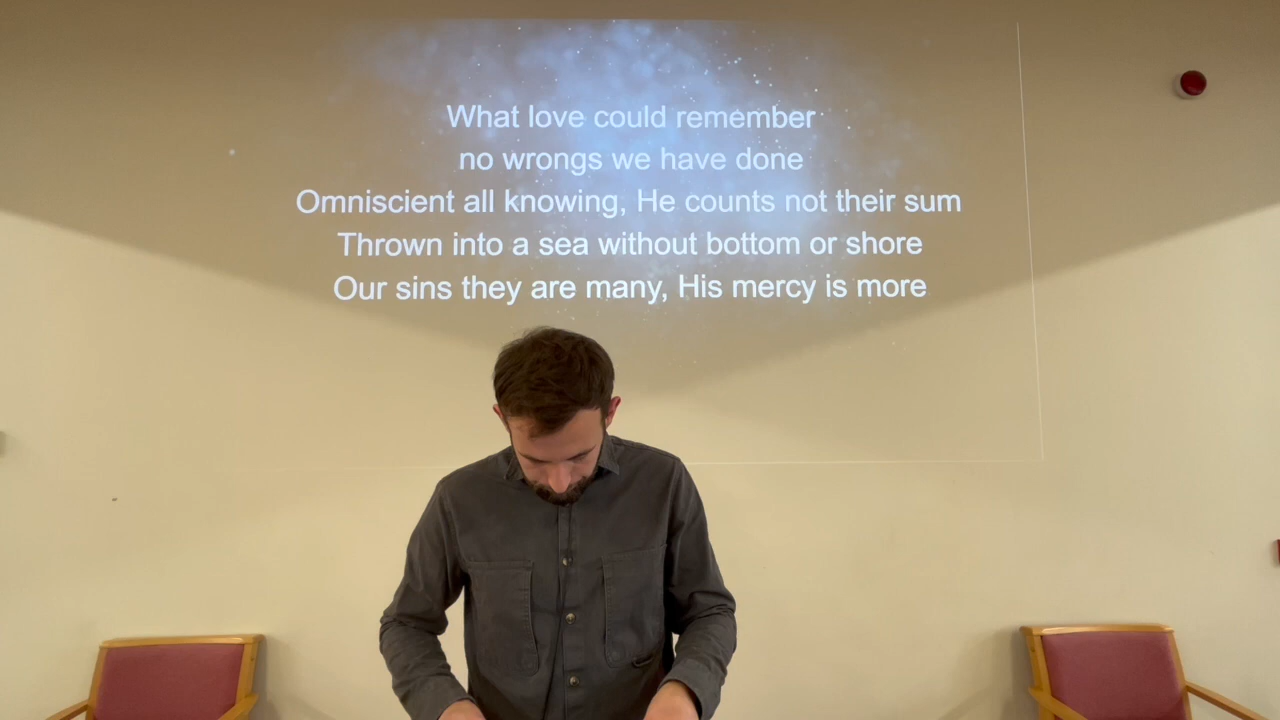 What love could remember
no wrongs we have done
Omniscient all knowing, He counts not their sum
Thrown into a sea without bottom or shore
Our sins they are many, His mercy is more